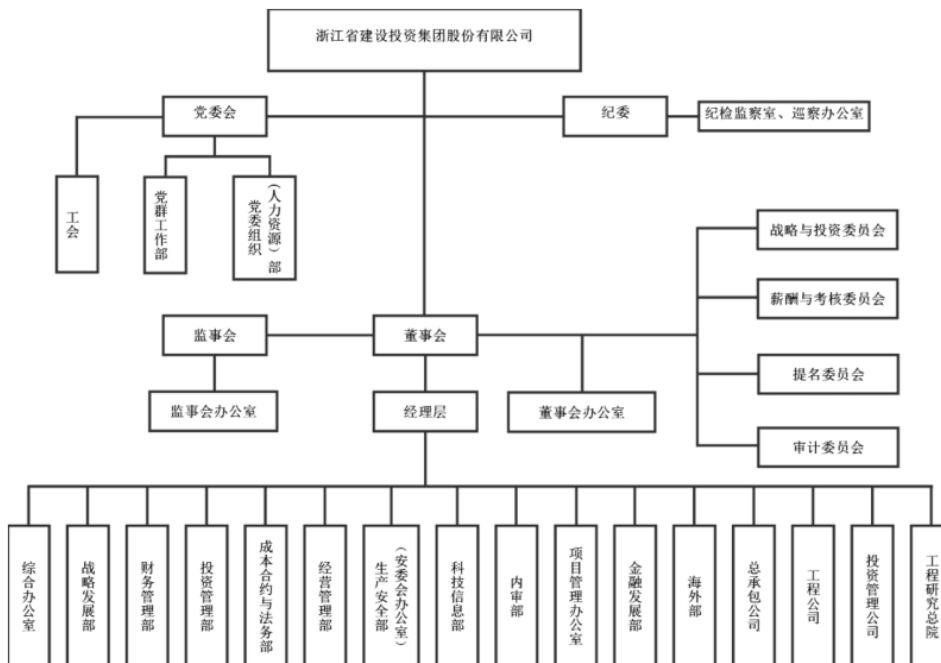 浙江省建设投资集团股份有限公司
党委会
纪委
纪检监察室、巡察办公室
工会
党群工作部
党委组织
（人力资源）部
战略与投资委员会
薪酬与考核委员会
监事会
董事会
提名委员会
监事会办公室
经理层
董事会办公室
审计委员会
综合办公室
战略发展部
财务管理部
投资管理部
成本合约与法务部
经营管理部
生产安全部
（安委会办公室）
科技信息部
内审部
项目管理办公室
金融发展部
海外部
总承包公司
工程公司
投资管理公司
工程研究总院